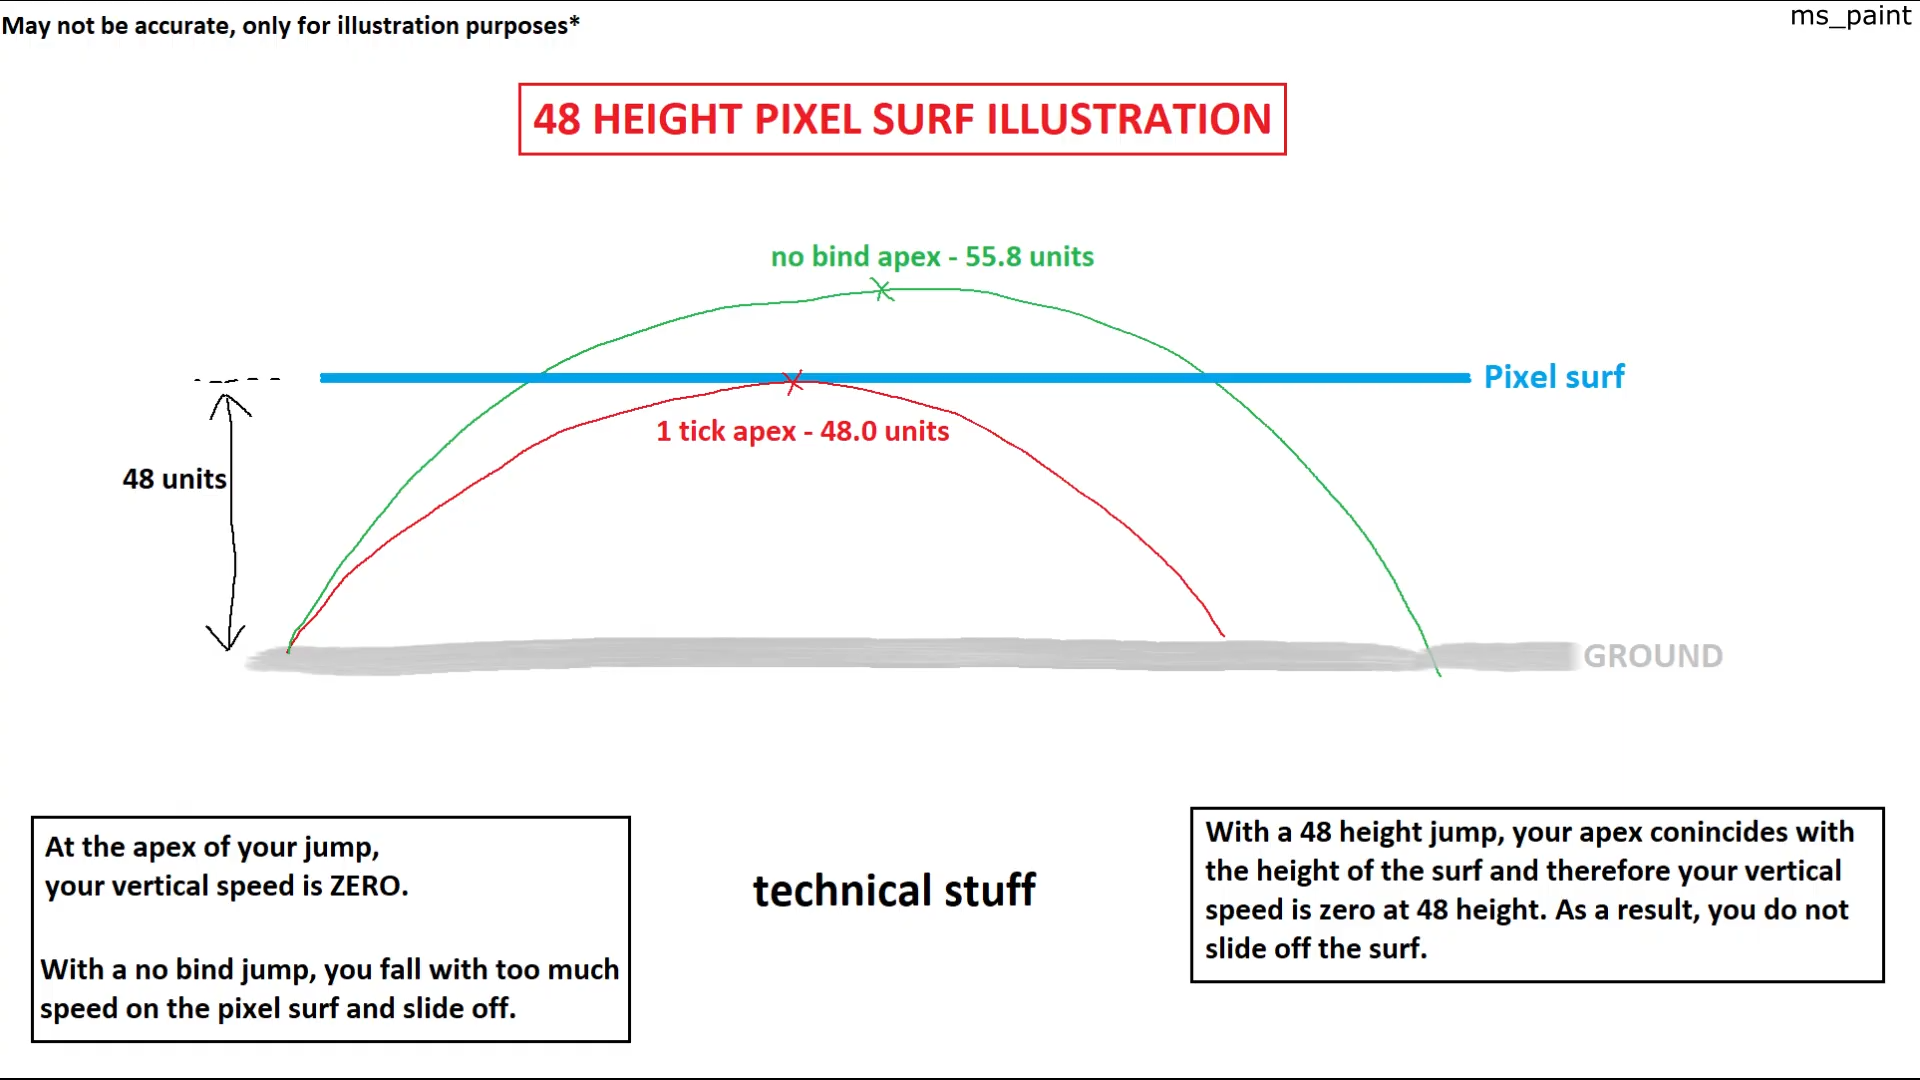 May not be accurate, only for illustration purposes*
ms_paint
48 HEIGHT PIXEL SURF ILLUSTRATION
no bind apex - 55.8 units
Pixel surf
1 tick apex - 48.0 units
48 units
GROUND
At the apex of your jump,
your vertical speed is ZERO.
With a no bind jump, you fall with too much
speed on the pixel surf and slide off.
technical stuff
With a 48 height jump, your apex conincides with
the height of the surf and therefore your vertical
speed is zero at 48 height. As a result, you do not
slide off the surf.